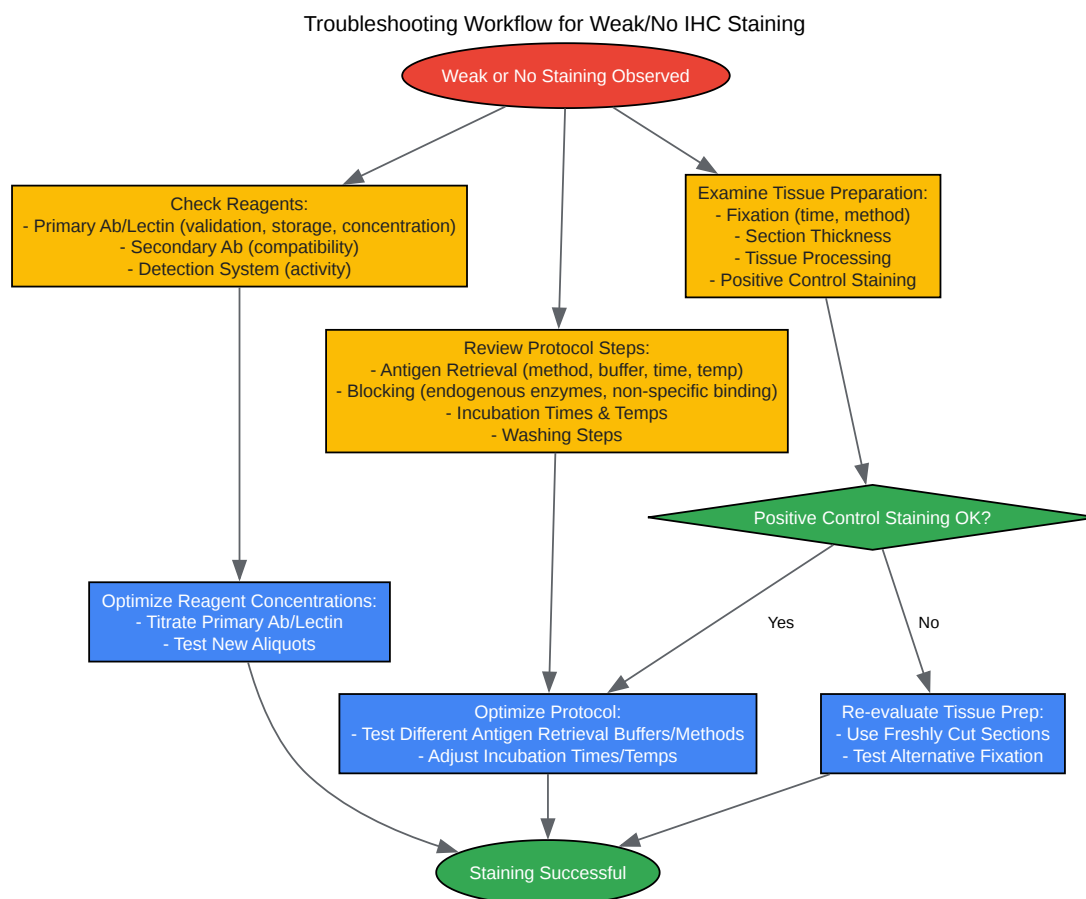 Troubleshooting Workflow for Weak/No IHC Staining
Weak or No Staining Observed
Check Reagents:
- Primary Ab/Lectin (validation, storage, concentration)
- Secondary Ab (compatibility)
- Detection System (activity)
Examine Tissue Preparation:
- Fixation (time, method)
- Section Thickness
- Tissue Processing
- Positive Control Staining
Review Protocol Steps:
- Antigen Retrieval (method, buffer, time, temp)
- Blocking (endogenous enzymes, non-specific binding)
- Incubation Times & Temps
- Washing Steps
Positive Control Staining OK?
Optimize Reagent Concentrations:
- Titrate Primary Ab/Lectin
- Test New Aliquots
Yes
No
Optimize Protocol:
- Test Different Antigen Retrieval Buffers/Methods
- Adjust Incubation Times/Temps
Re-evaluate Tissue Prep:
- Use Freshly Cut Sections
- Test Alternative Fixation
Staining Successful